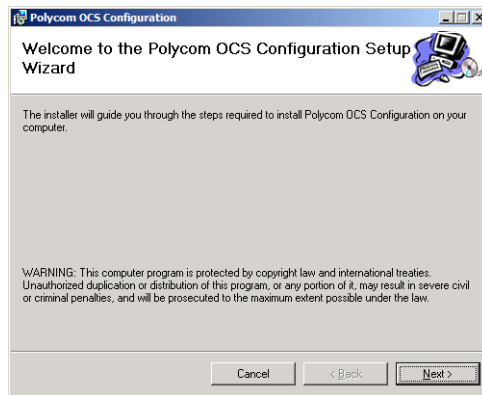 Polycom OCS Configuration
Welcome to the Polycom OCS Configuration Setup
Wizard
The installer will guide you through the steps required to install Polycom OCS Configuration on your
computer.
WARNING: This computer program is protected by copyright law and international treaties.
Unauthorized duplication or distribution of this program, or any portion of it, may result in severe civil
or criminal penalties, and will be prosecuted to the maximum extent possible under the law.
Cancel < Back Next >